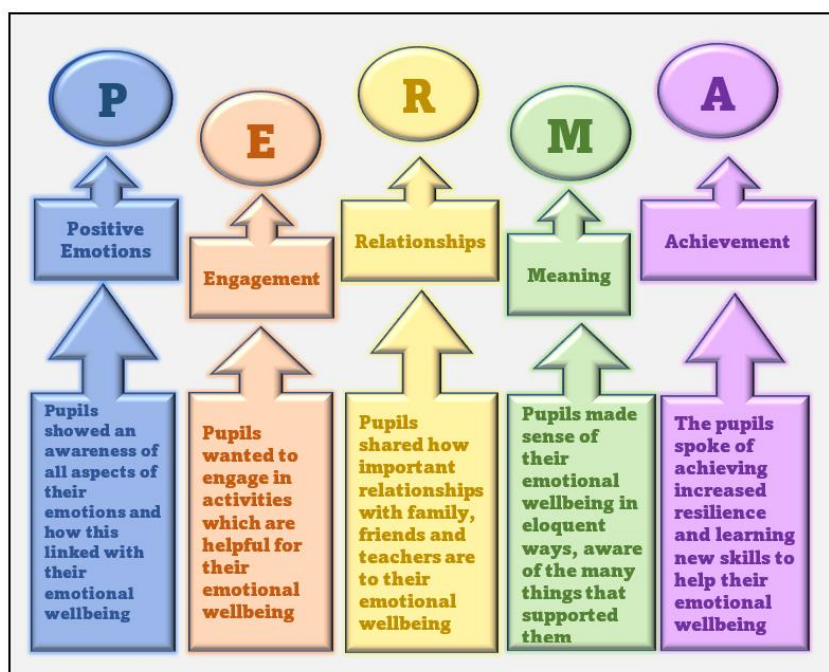 P
Positive
Emotions
Pupils
showed an
awareness of
all aspects of
their
emotions and
how this
linked with
their
emotional
wellbeing
E
Engagement
Pupils
wanted to
engage in
activities
which are
helpful for
their
emotional
wellbeing
R
Relationships
Pupils
shared how
important
relationships
with family,
friends and
teachers are
to their
emotional
wellbeing
M
Meaning
Pupils made
sense of
their
emotional
wellbeing in
eloquent
ways, aware
of the many
things that
supported
them
A
Achievement
The pupils
spoke of
achieving
increased
resilience
and learning
new skills to
help their
emotional
wellbeing